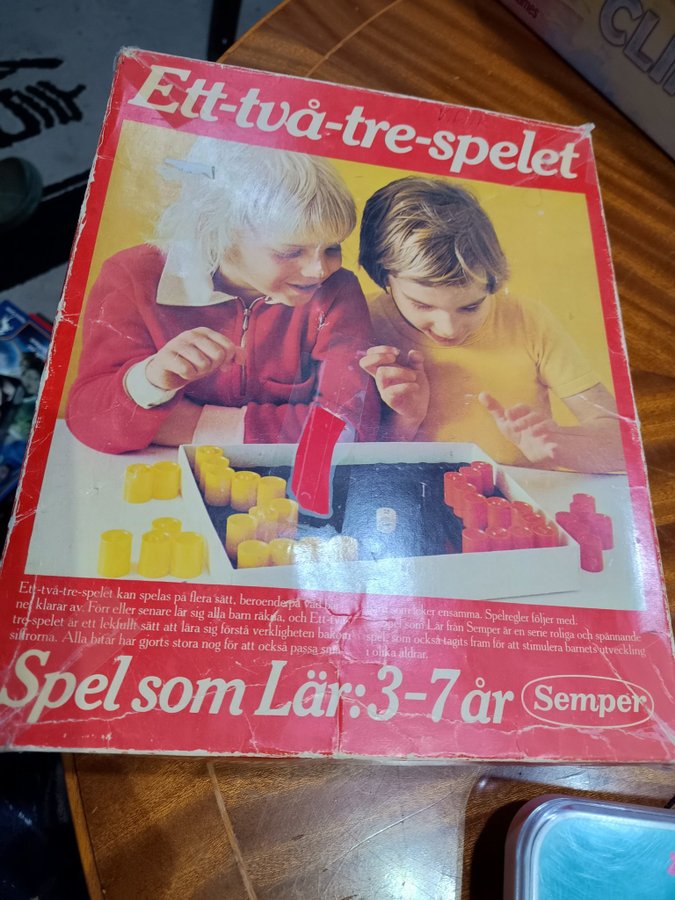 Ett-två-tre-spelet
Ett-två-tre-spelet kan spelas på flera sätt, beroende på vad
net klarar av. Förr eller senare lär sig alla barn räkna, och Ett-två-
tre-spelet är ett lekfullt sätt att lära sig förstå verkligheten bakom
siffrorna. Alla bitar har gjorts stora nog för att också passa små
som leker ensamma. Spelregler följer med.
Spel som Lär från Semper är en serie roliga och spännande
spel, som också tagits fram för att stimulera barnets utveckling
i olika åldrar.
Spel som Lär: 3-7 år
Semper